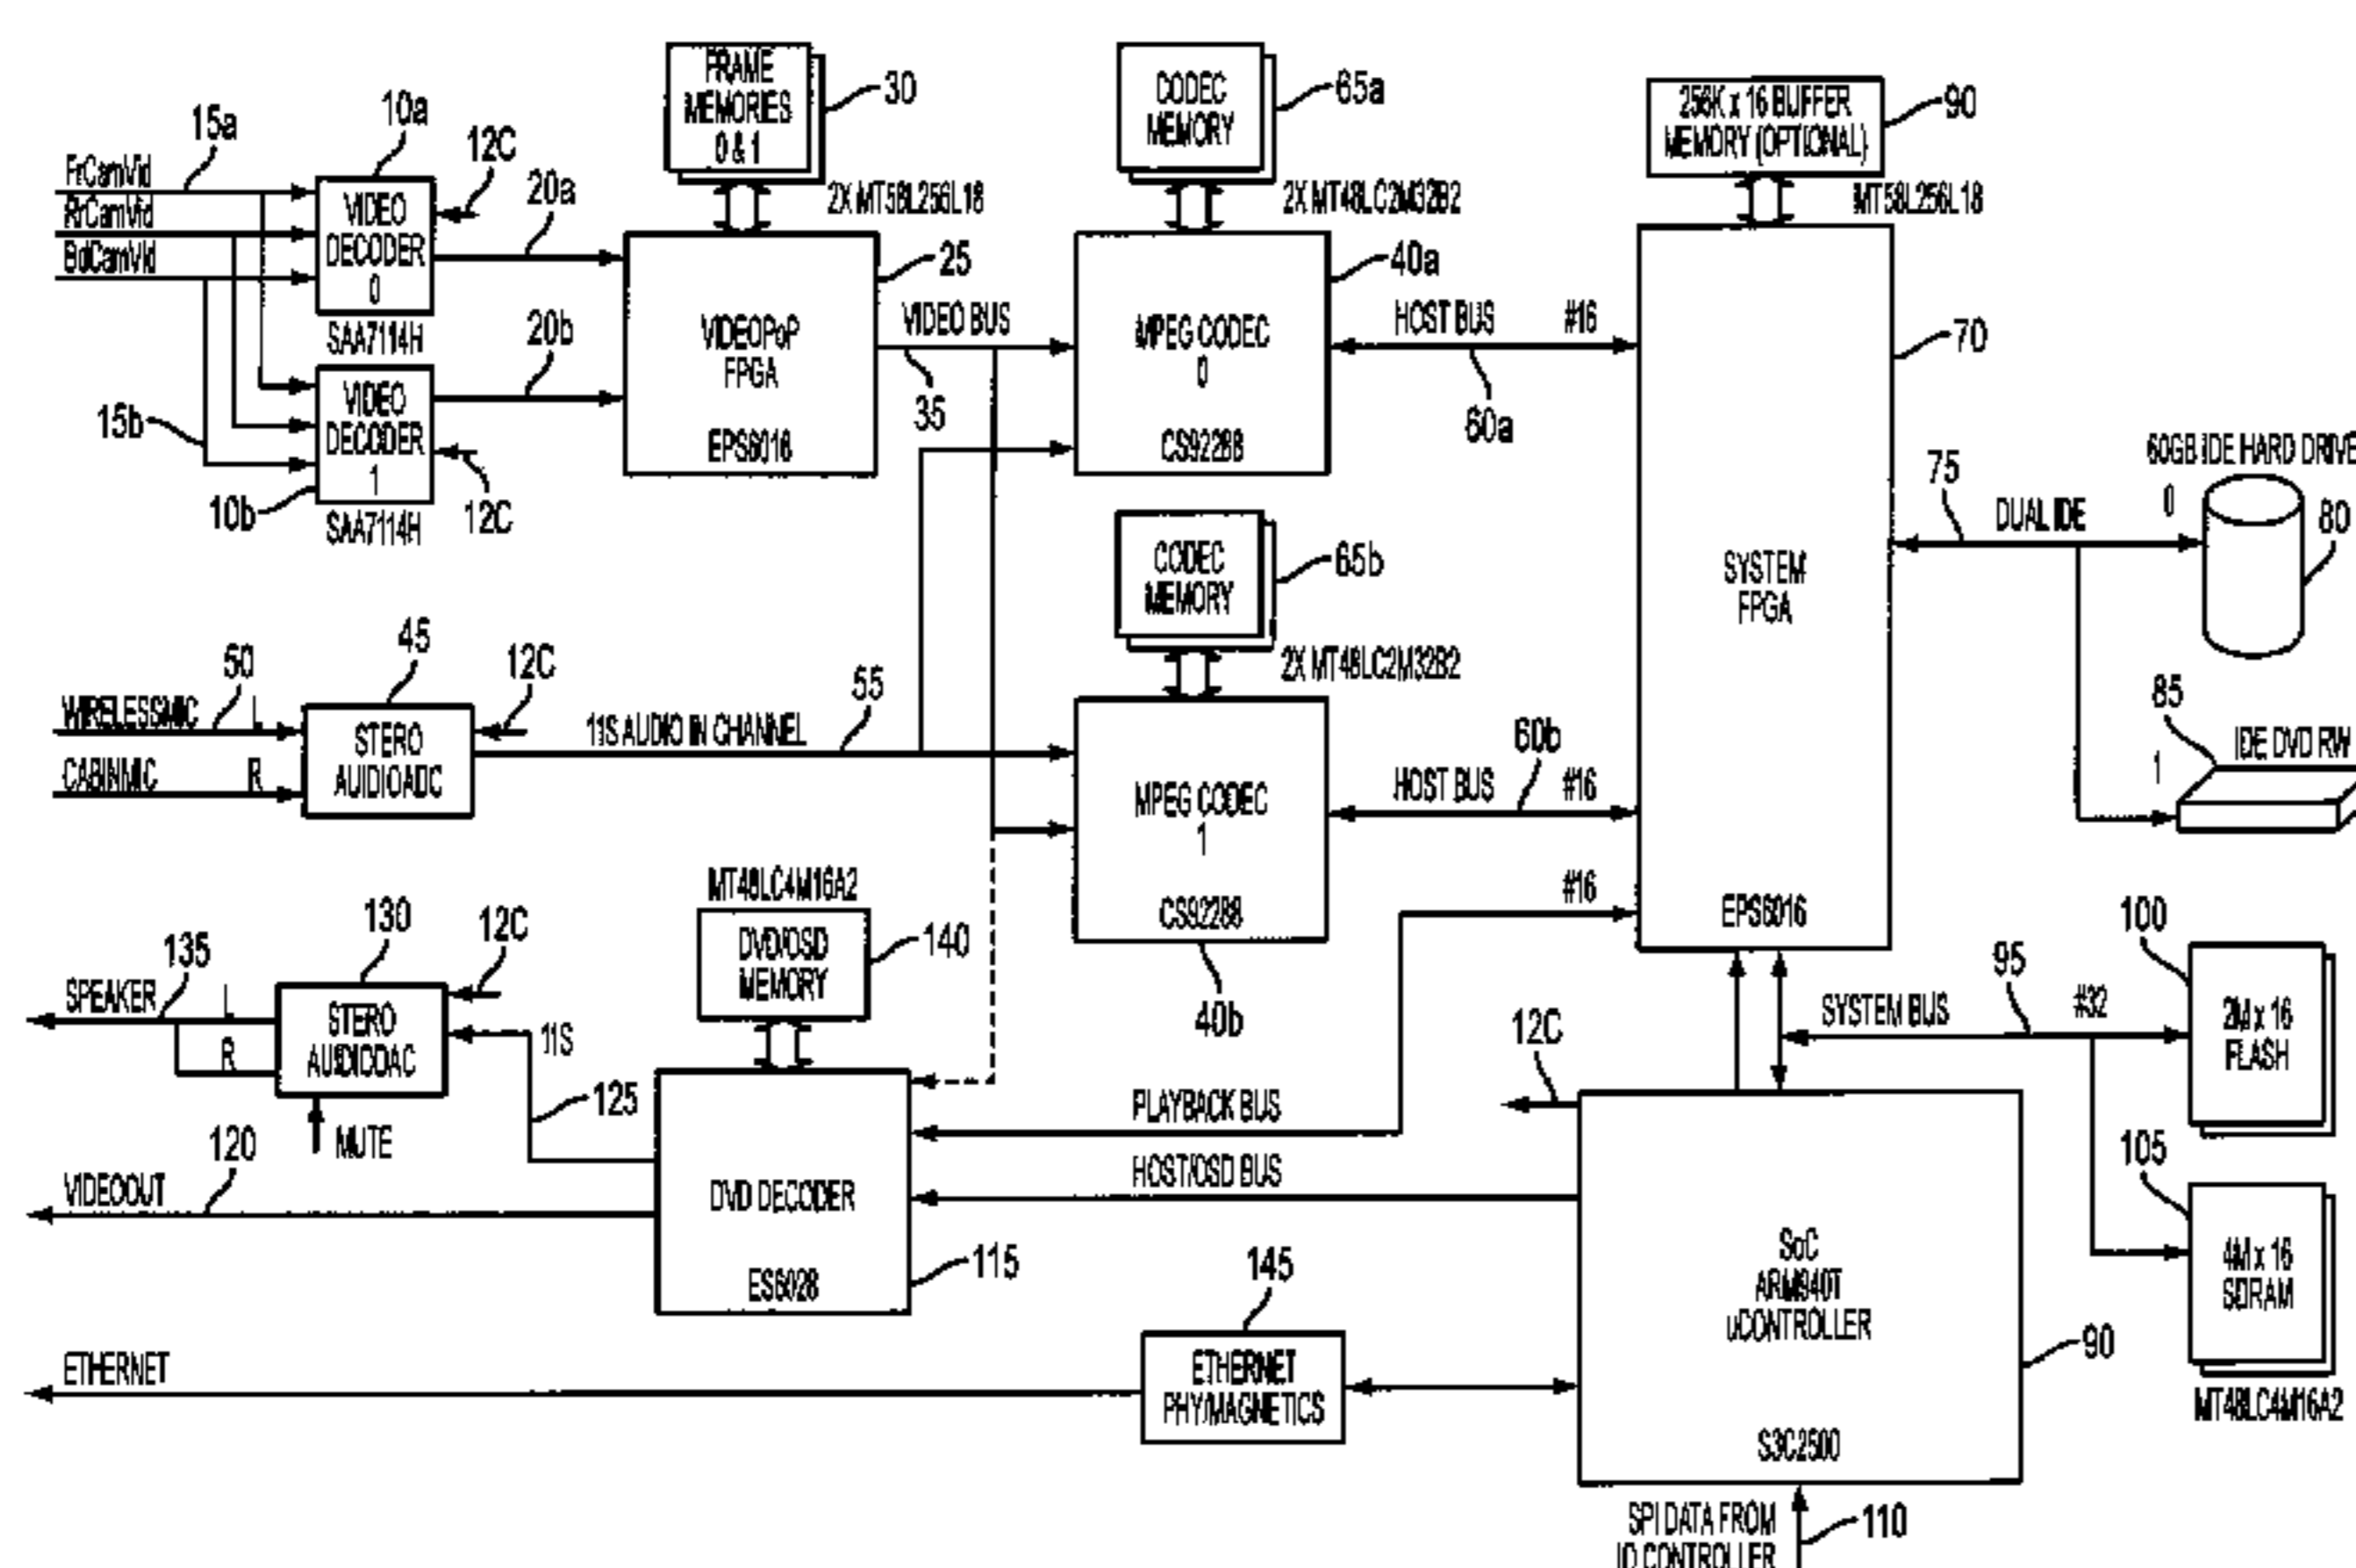 FRAME
MEMORIES
0 & 1
30
2X MT58L256L18
CODEC
MEMORY
65a
2X MT48LC2M32B2
256K x 16 BUFFER
MEMORY (OPTIONAL)
90
MT58L256L18
15a
10a
12C
FrCamVid
RrCamVid
BdCamVid
VIDEO
DECODER
0
SAA7114H
20a
20b
VIDEO
DECODER
1
SAA7114H
15b
10b
12C
25
VIDEOPoP
FPGA
EPS6016
VIDEO BUS
35
40a
MPEG CODEC
0
CS92288
HOST BUS
#16
60a
70
SYSTEM
FPGA
EPS6016
75
DUAL IDE
60GB IDE HARD DRIVE
0
80
85
IDE DVD RW
1
CODEC
MEMORY
65b
2X MT48LC2M32B2
50
45
12C
WIRELESSMIC L
CABINMIC R
STERO
AUIDIOADC
11S AUDIO IN CHANNEL
55
MPEG CODEC
1
CS92288
40b
HOST BUS
#16
60b
#16
MT48LC4M16A2
DVD/OSD
MEMORY
140
135
130
12C
SPEAKER L
R
STERO
AUDIODAC
11S
125
MUTE
VIDEOOUT
120
DVD DECODER
ES6028
115
PLAYBACK BUS
HOST/OSD BUS
12C
SYSTEM BUS
95
#32
100
2M x 16
FLASH
105
4M x 16
SDRAM
MT48LC4M16A2
SoC
ARM940T
uCONTROLLER
S3C2500
90
145
ETHERNET
PHY/MAGNETICS
ETHERNET
SPI DATA FROM
IO CONTROLLER
110